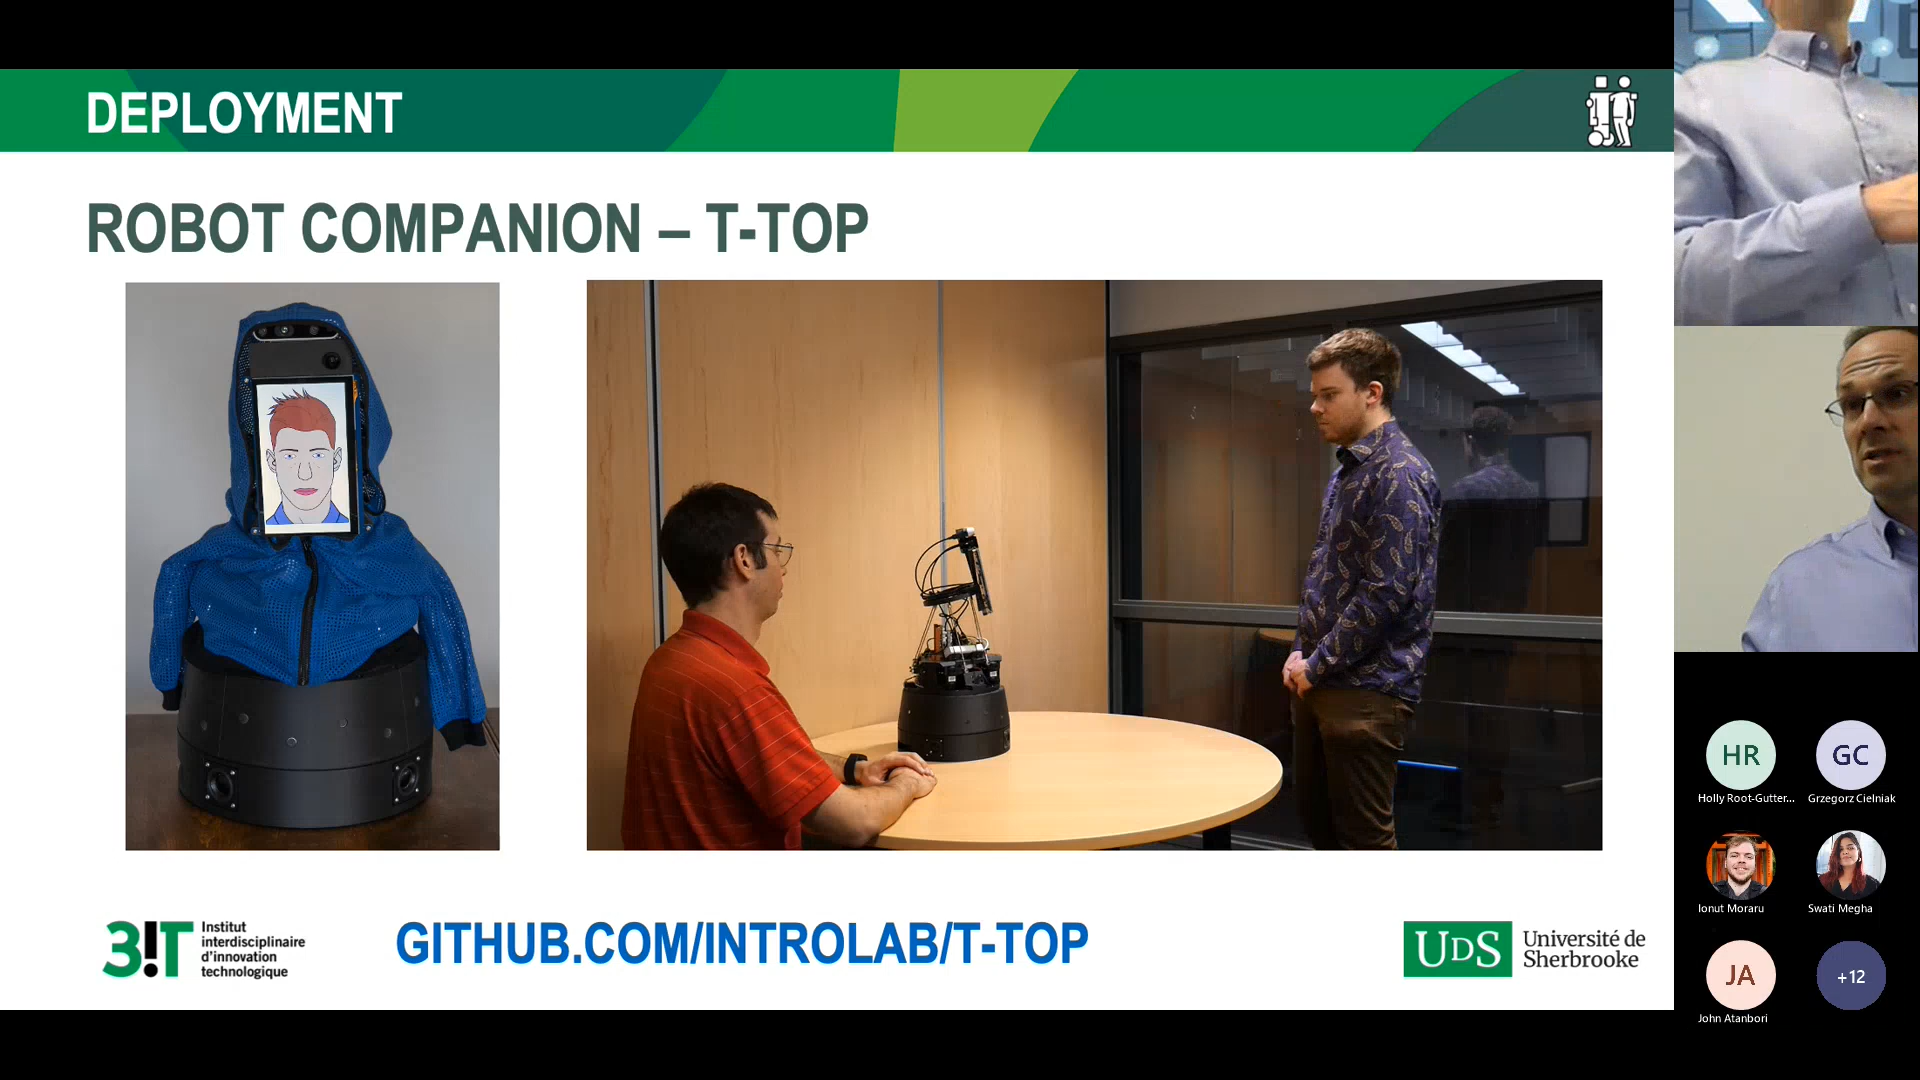 DEPLOYMENT
ROBOT COMPANION – T-TOP
3!T
Institut
interdisciplinaire
d'innovation
technologique
GITHUB.COM/INTROLAB/T-TOP
UDS
Université de
Sherbrooke
HR
GC
Holly Root-Gutter...
Grzegorz Cielniak
Ionut Moraru
Swati Megha
JA
+12
John Atanbori